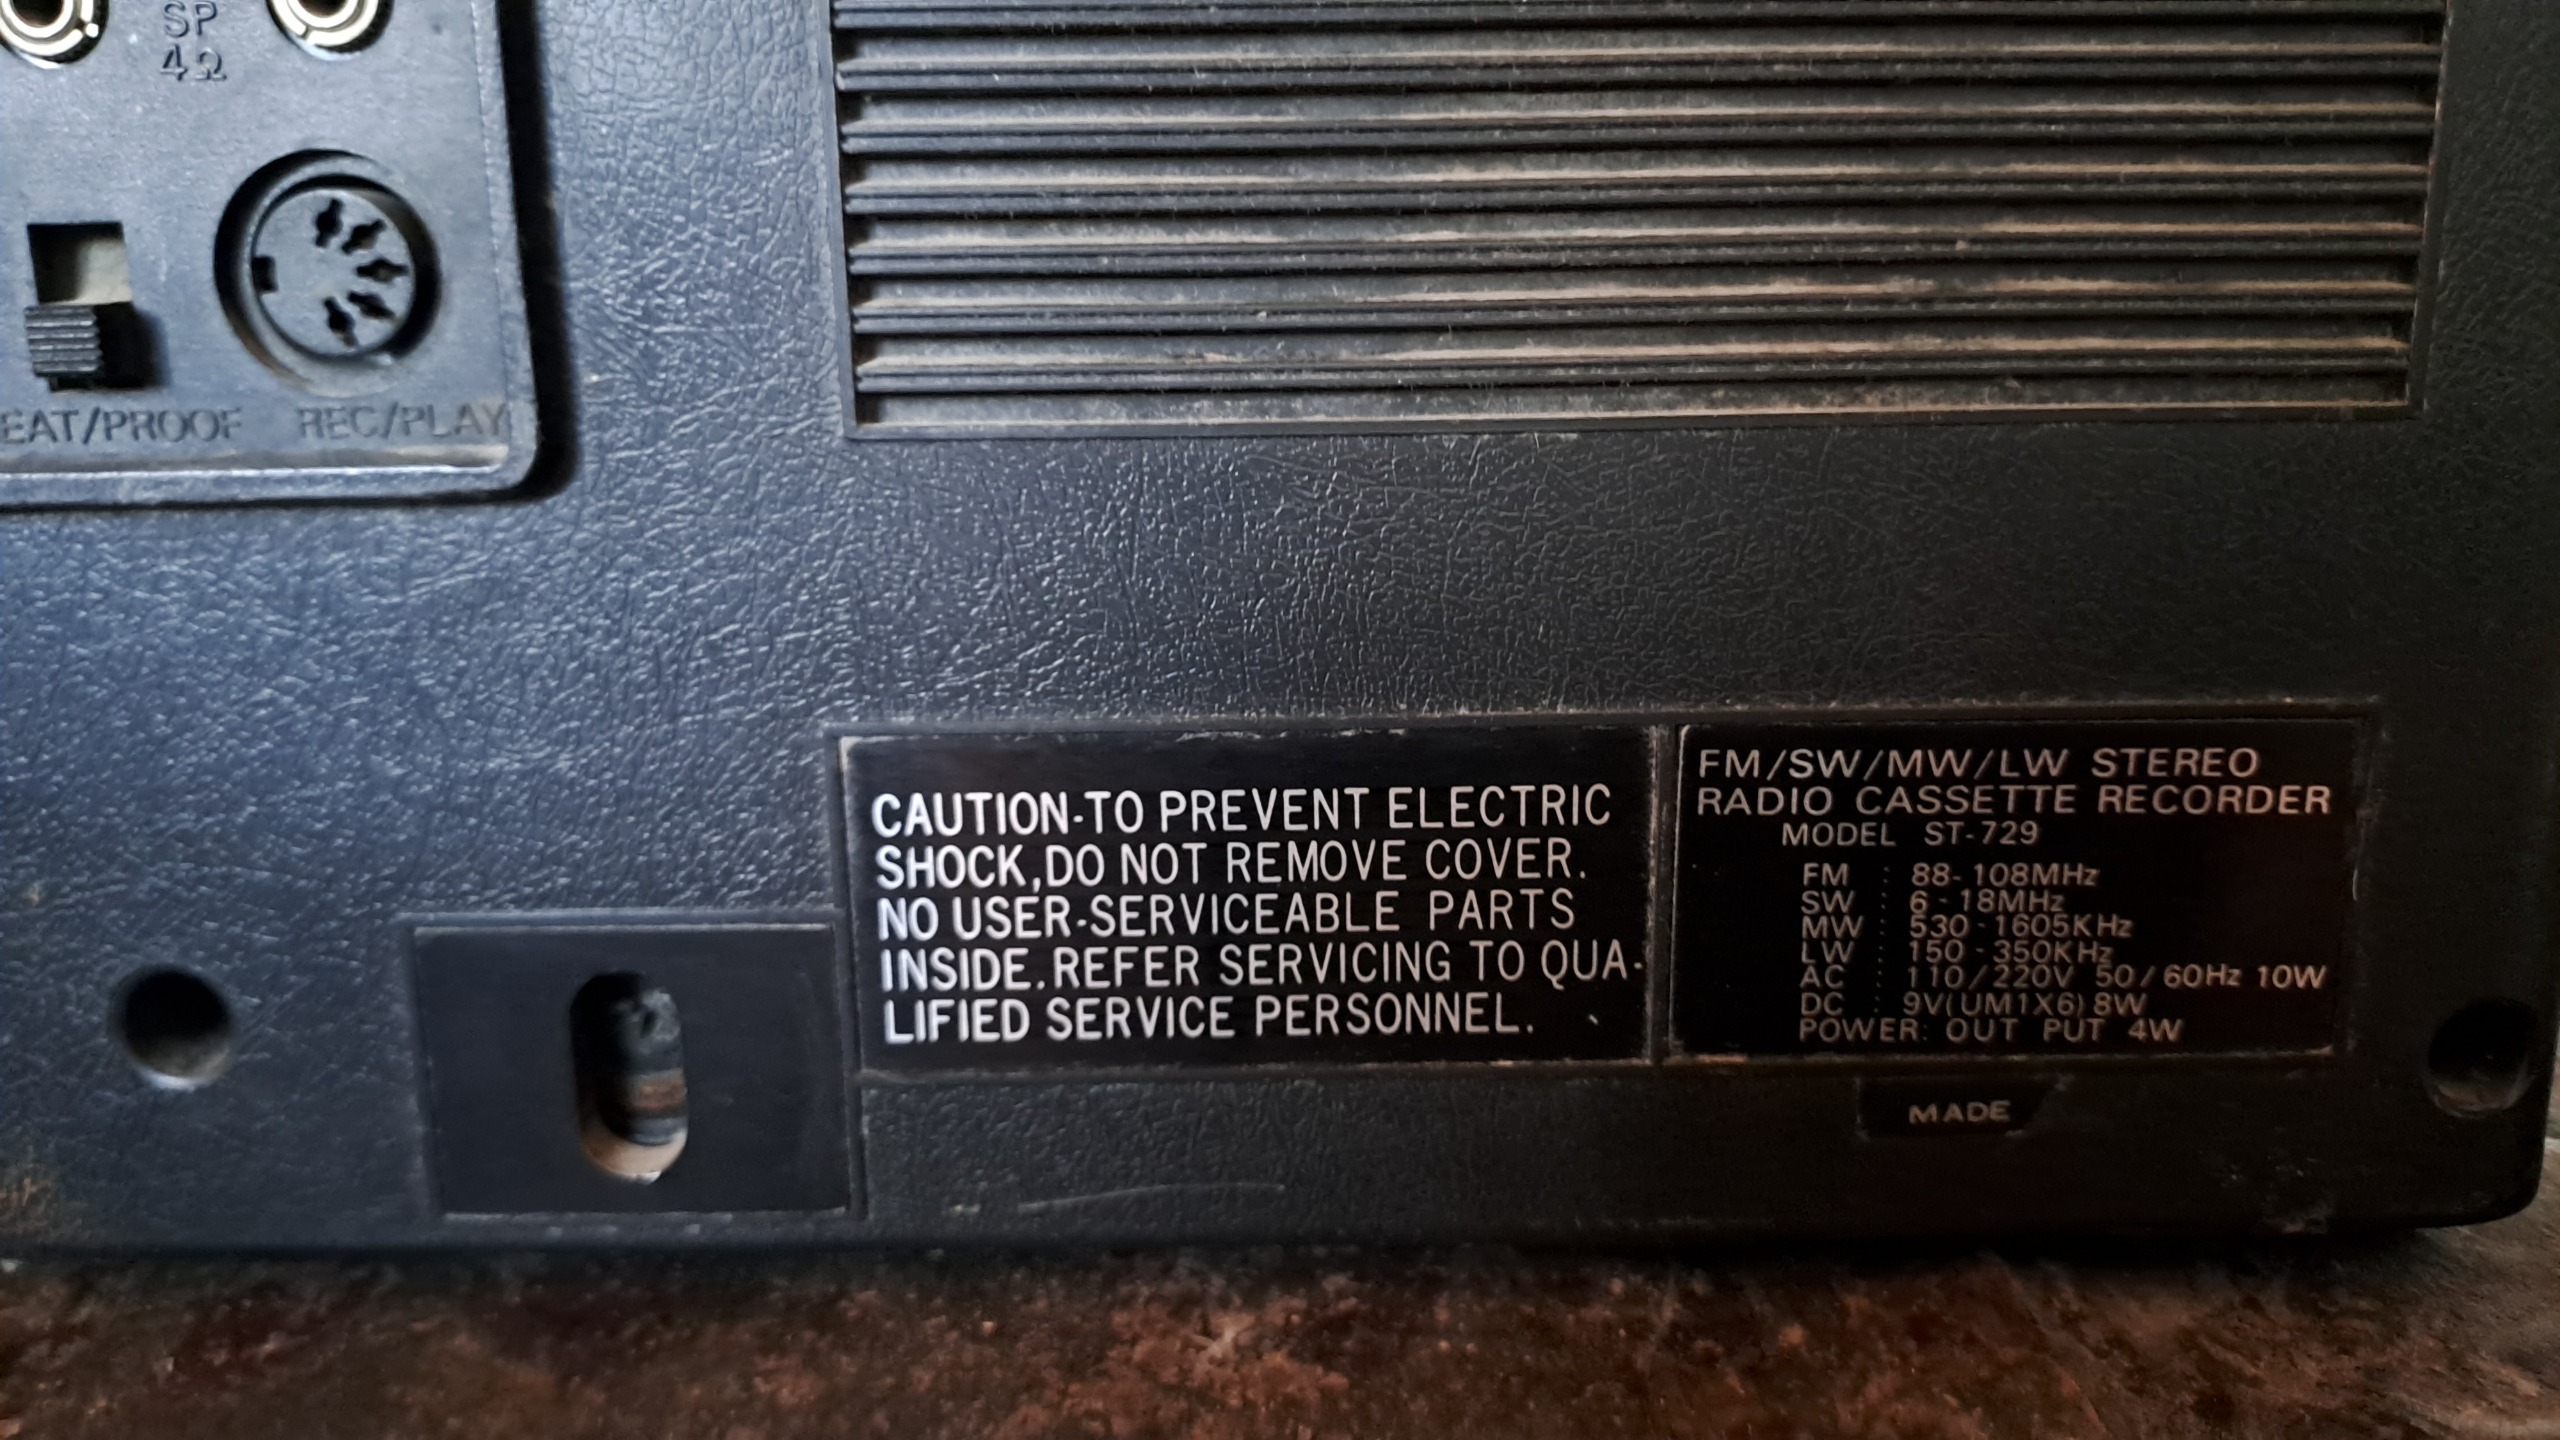 SP
4Ω
EAT/PROOF REC/PLAY
CAUTION-TO PREVENT ELECTRIC
SHOCK,DO NOT REMOVE COVER.
NO USER-SERVICEABLE PARTS
INSIDE.REFER SERVICING TO QUA-
LIFIED SERVICE PERSONNEL.
FM/SW/MW/LW STEREO
RADIO CASSETTE RECORDER
MODEL ST-729
FM : 88-108MHz
SW : 6-18MHz
MW : 530-1605KHz
LW : 150-350KHz
AC : 110/220V 50/60Hz 10W
DC : 9V(UM1X6) 8W
POWER: OUT PUT 4W
MADE